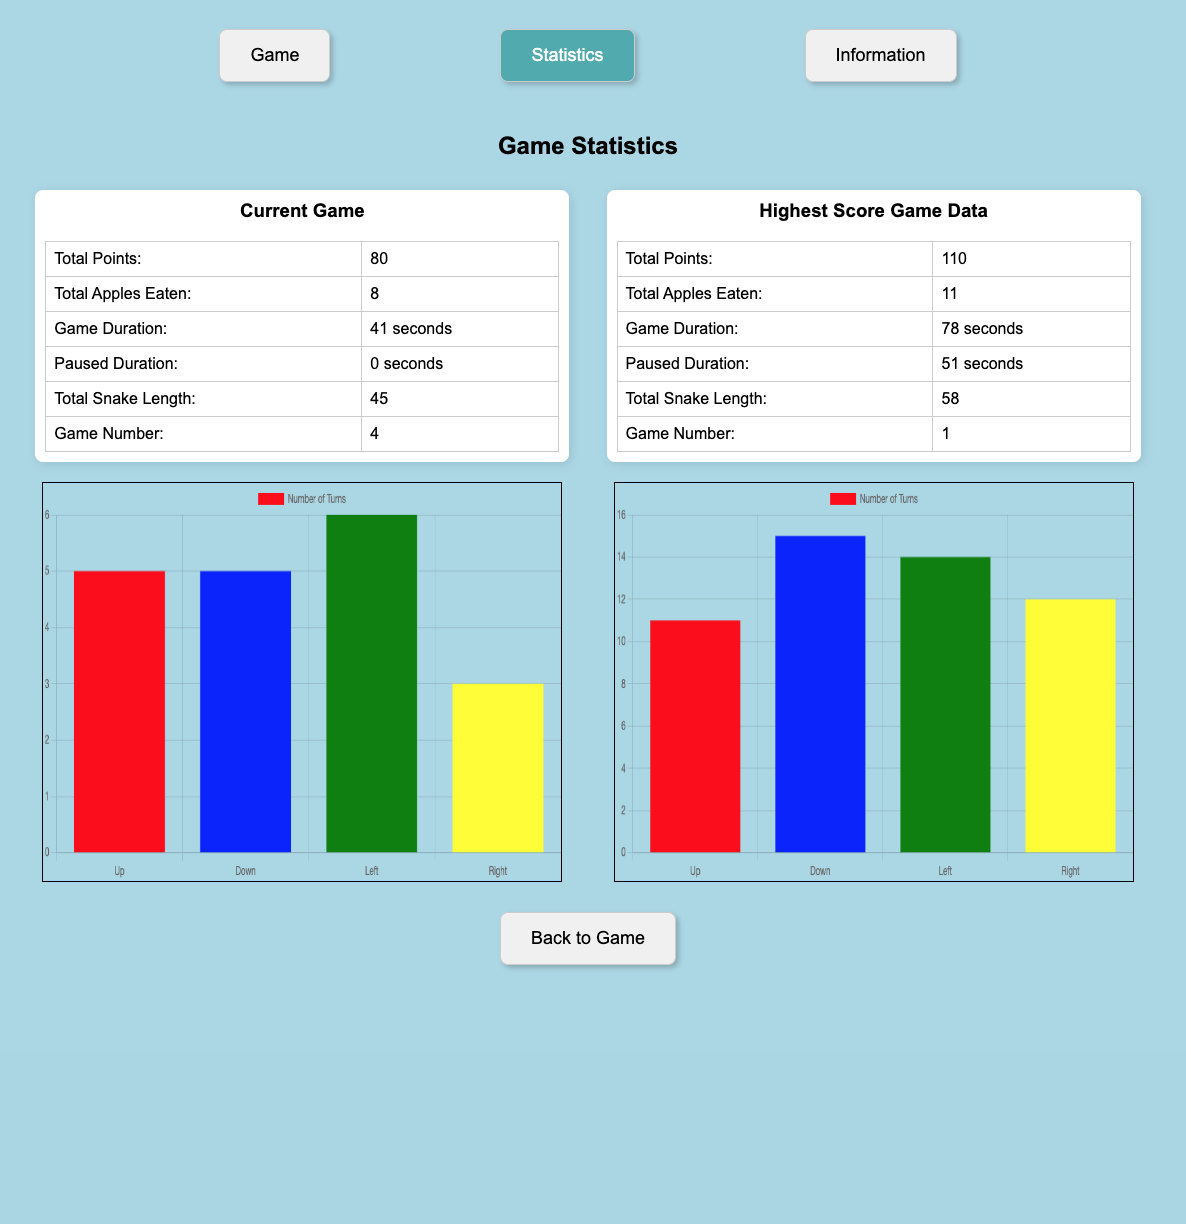 Game Statistics Information
Game Statistics
Current Game
Total Points: 80
Total Apples Eaten: 8
Game Duration: 41 seconds
Paused Duration: 0 seconds
Total Snake Length: 45
Game Number: 4
Highest Score Game Data
Total Points: 110
Total Apples Eaten: 11
Game Duration: 78 seconds
Paused Duration: 51 seconds
Total Snake Length: 58
Game Number: 1
Number of Turns
6
5
4
3
2
1
0
Up Down Left Right
Number of Turns
16
14
12
10
8
6
4
2
0
Up Down Left Right
Back to Game